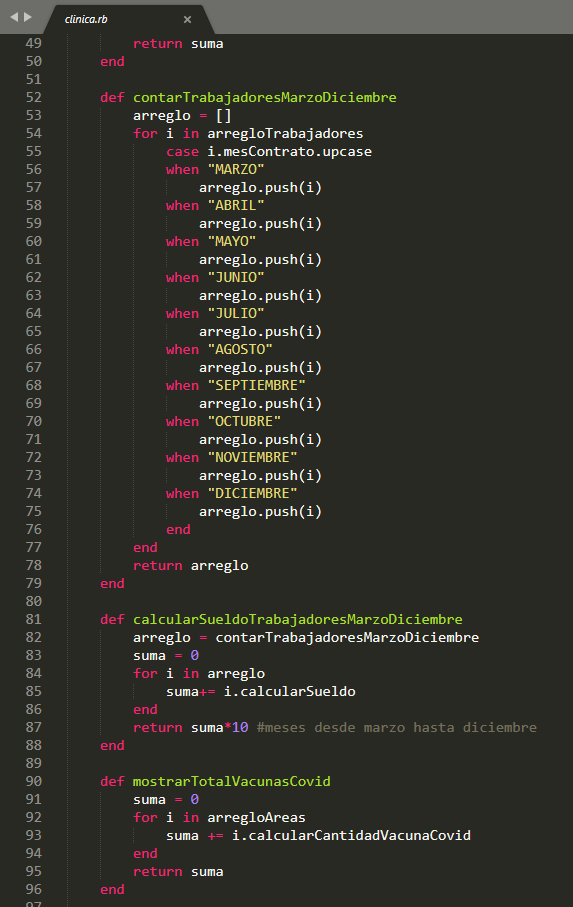 clinica.rb ×
49 return suma
50 end
51
52 def contarTrabajadoresMarzoDiciembre
53 arreglo = []
54 for i in arregloTrabajadores
55 case i.mesContrato.upcase
56 when "MARZO"
57 arreglo.push(i)
58 when "ABRIL"
59 arreglo.push(i)
60 when "MAYO"
61 arreglo.push(i)
62 when "JUNIO"
63 arreglo.push(i)
64 when "JULIO"
65 arreglo.push(i)
66 when "AGOSTO"
67 arreglo.push(i)
68 when "SEPTIEMBRE"
69 arreglo.push(i)
70 when "OCTUBRE"
71 arreglo.push(i)
72 when "NOVIEMBRE"
73 arreglo.push(i)
74 when "DICIEMBRE"
75 arreglo.push(i)
76 end
77 end
78 return arreglo
79 end
80
81 def calcularSueldoTrabajadoresMarzoDiciembre
82 arreglo = contarTrabajadoresMarzoDiciembre
83 suma = 0
84 for i in arreglo
85 suma+= i.calcularSueldo
86 end
87 return suma*10 #meses desde marzo hasta diciembre
88 end
89
90 def mostrarTotalVacunasCovid
91 suma = 0
92 for i in arregloAreas
93 suma += i.calcularCantidadVacunaCovid
94 end
95 return suma
96 end
97